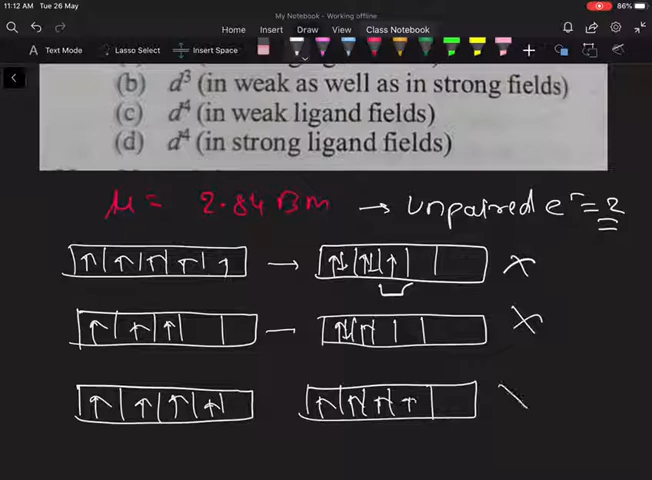 11:12 AM Tue 26 May
86%
My Notebook - Working offline
Home Insert Draw View Class Notebook
Text Mode Lasso Select Insert Space
(b) d³ (in weak as well as in strong fields)
(c) d⁴ (in weak ligand fields)
(d) d⁴ (in strong ligand fields)
μ = 2.84 BM → Unpaired e⁻ = 2